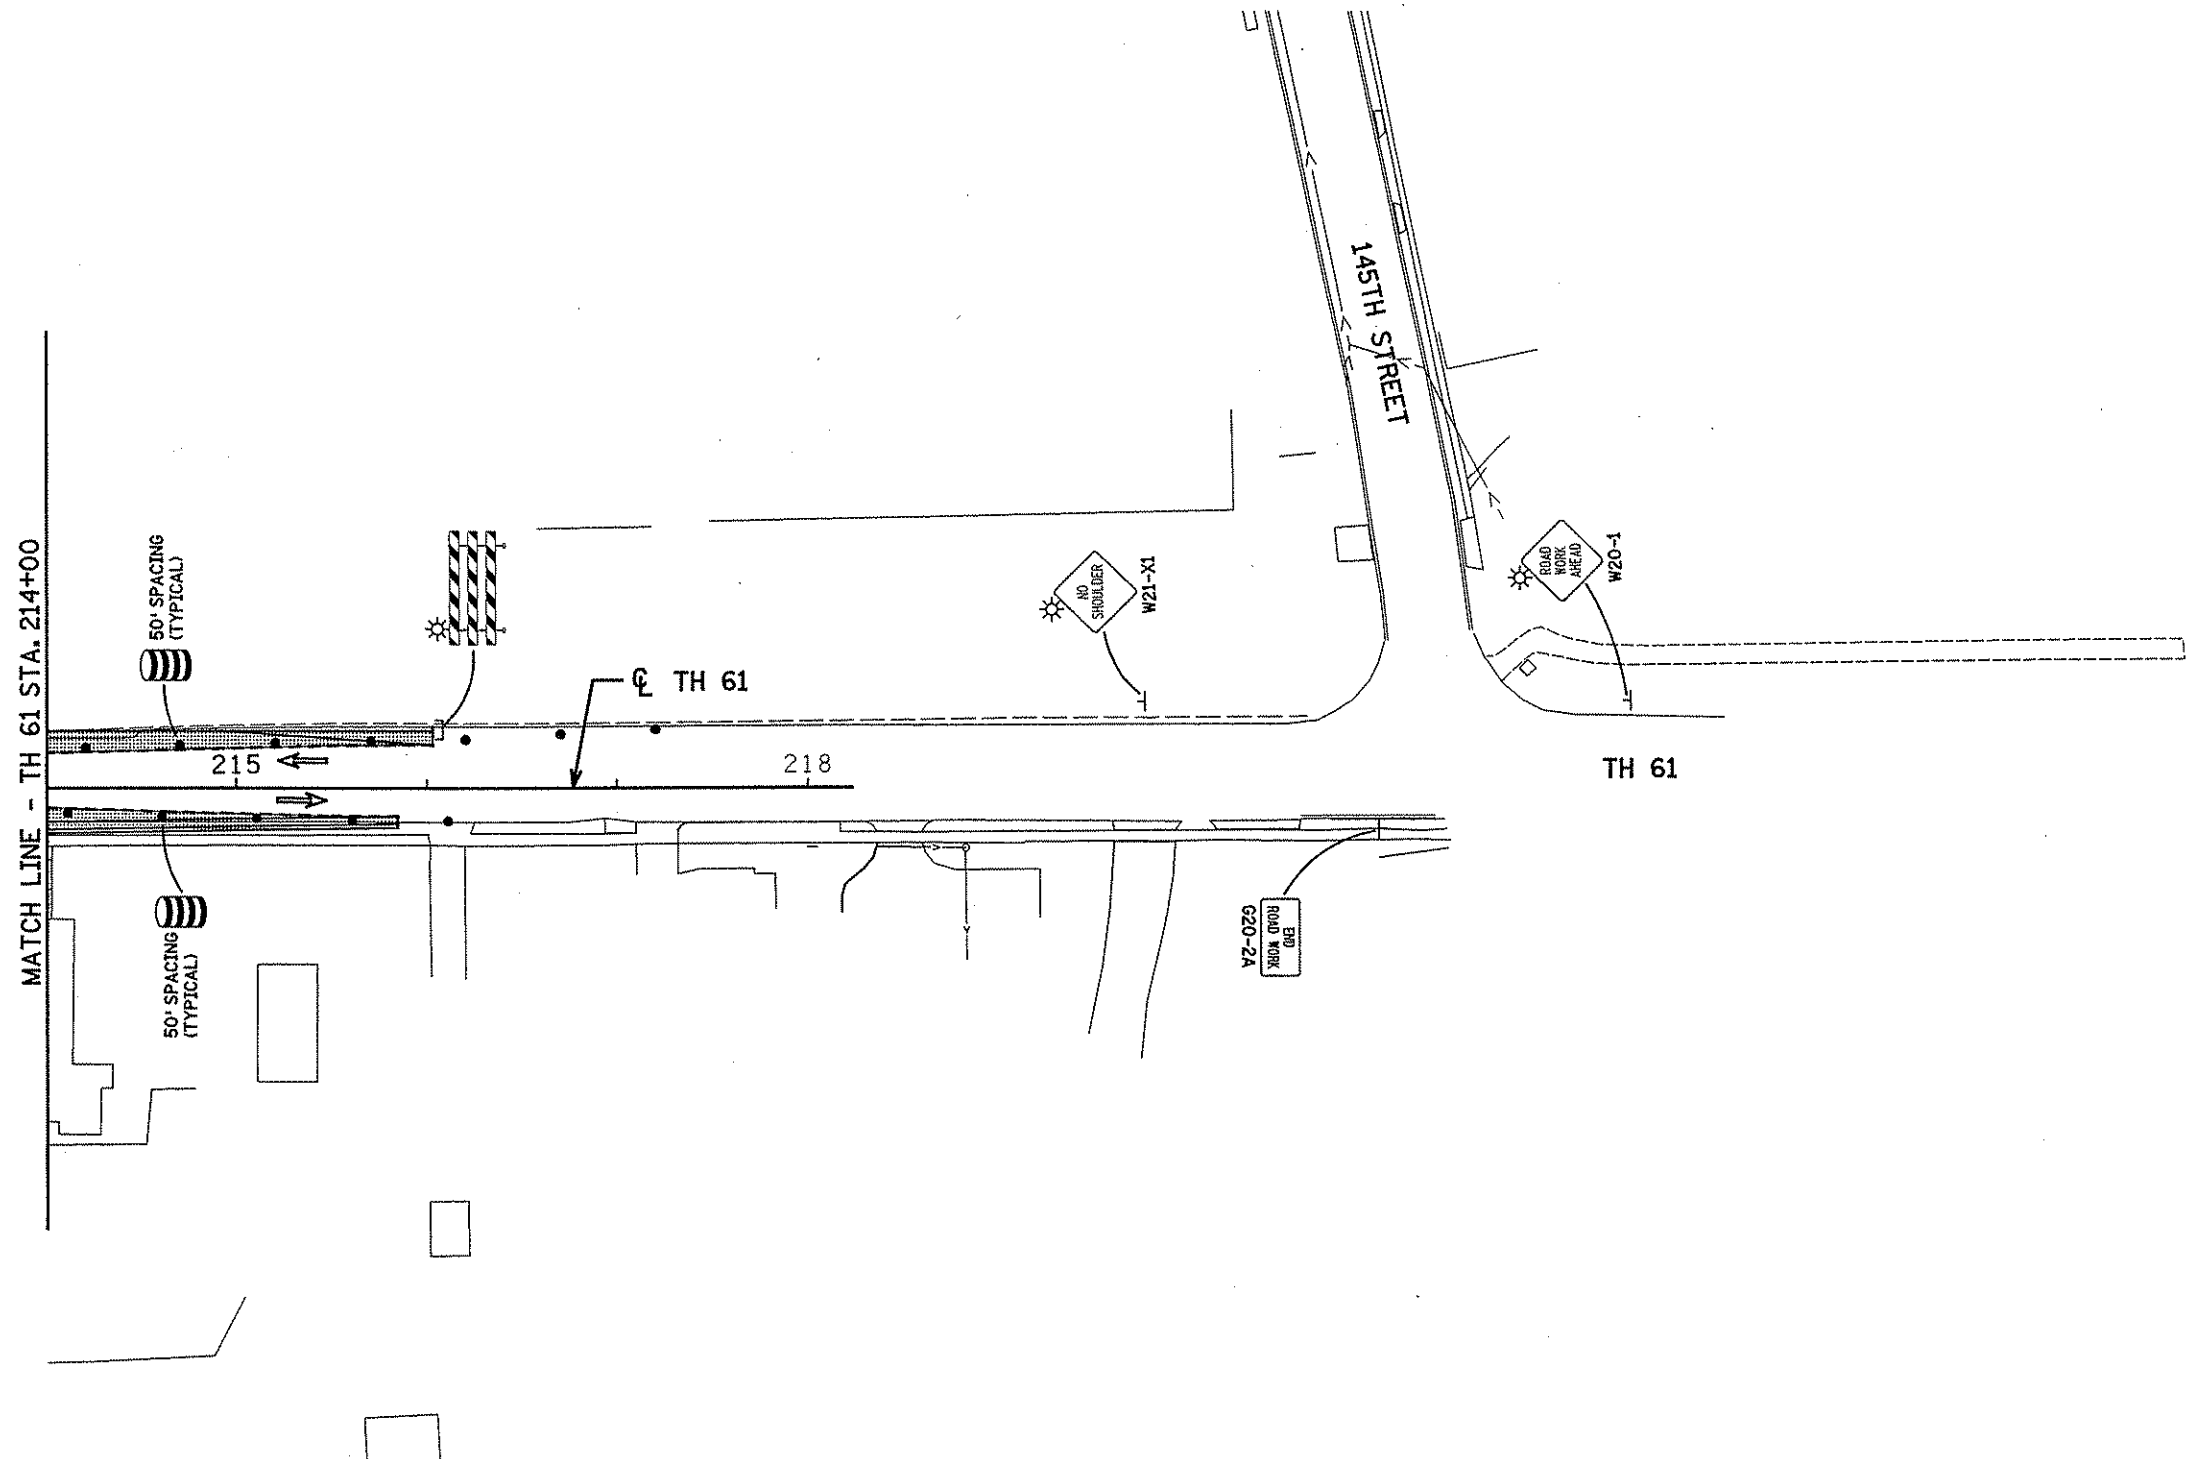 145TH STREET
MATCH LINE - TH 61 STA. 214+00
50' SPACING
(TYPICAL)
NO
SHOULDER
W21-X1
ROAD
WORK
AHEAD
W20-1
℄ TH 61
215
218
TH 61
50' SPACING
(TYPICAL)
END
ROAD WORK
G20-2A